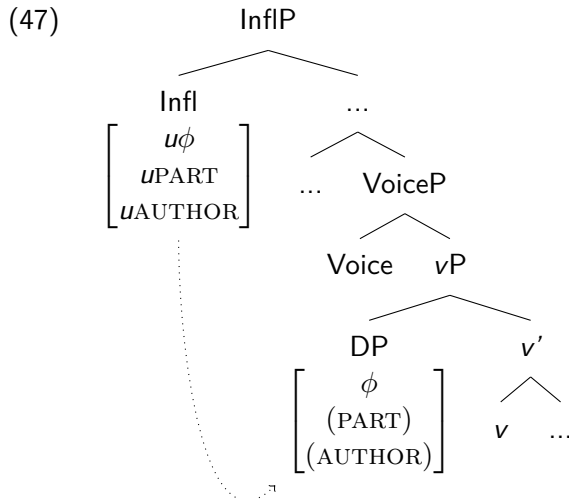 (47) InflP
Infl ...
uϕ
uPART
uAUTHOR
... VoiceP
Voice vP
DP v'
ϕ
(PART)
(AUTHOR)
v ...